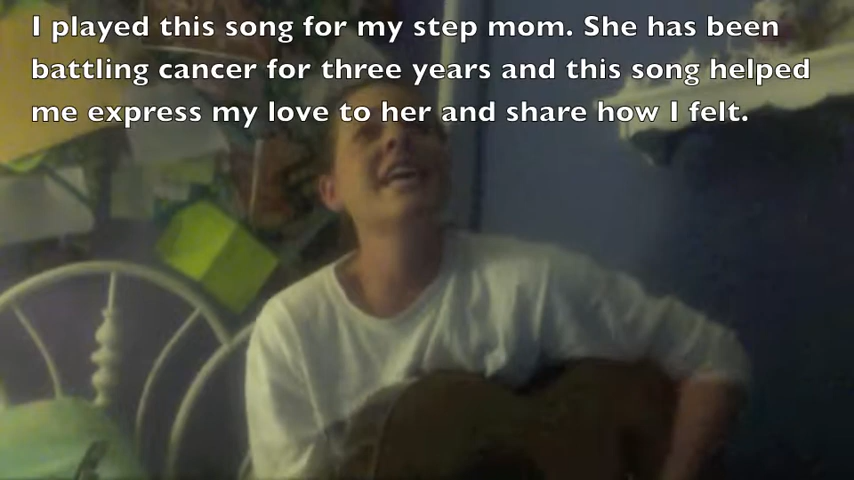 I played this song for my step mom. She has been
battling cancer for three years and this song helped
me express my love to her and share how I felt.